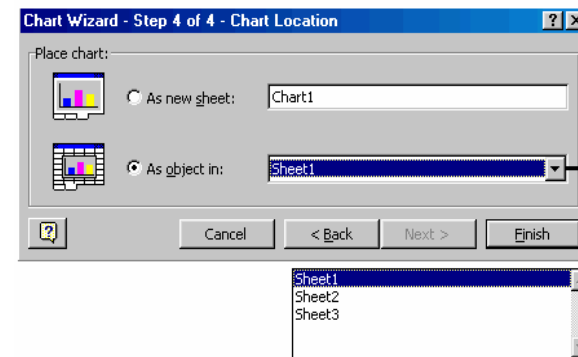 Chart Wizard - Step 4 of 4 - Chart Location
Place chart:
As new sheet: Chart1
As object in: Sheet1
Cancel < Back Next > Finish
Sheet1
Sheet2
Sheet3